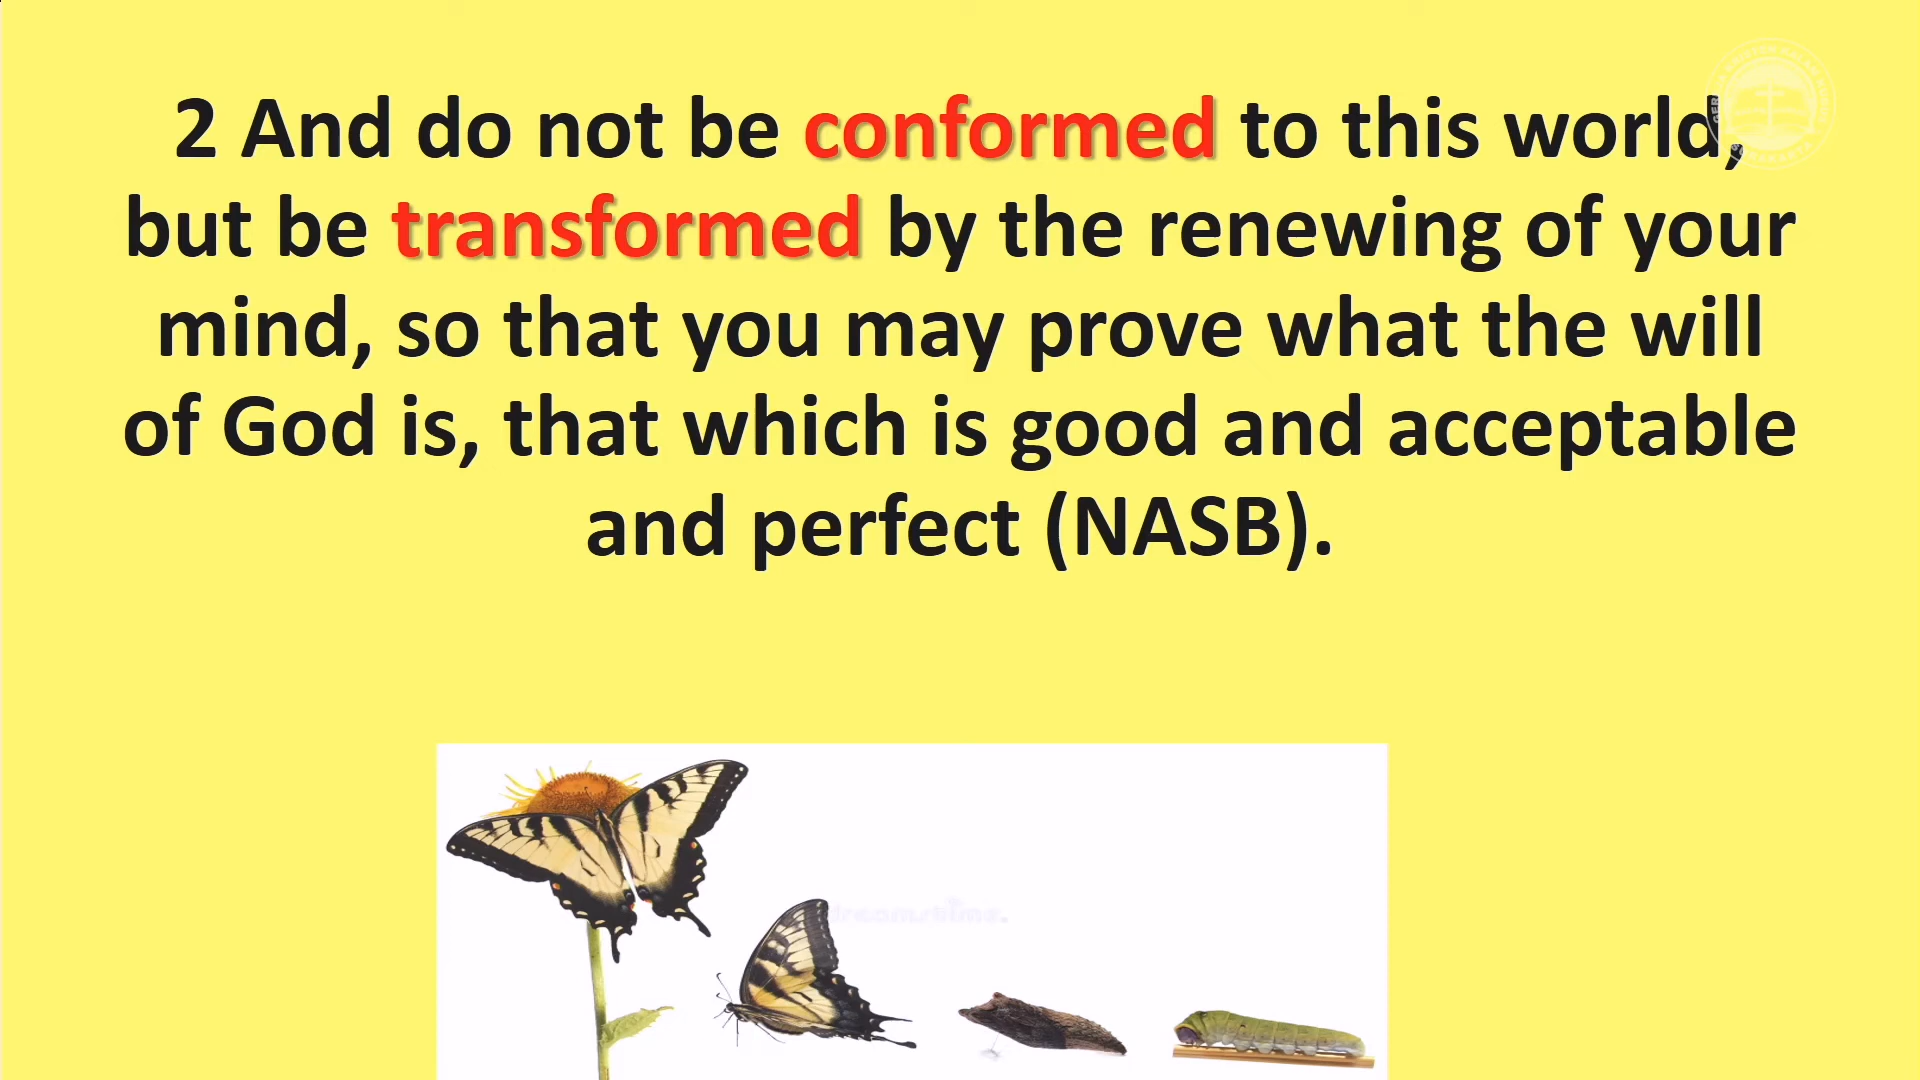 2 And do not be conformed to this world,
but be transformed by the renewing of your
mind, so that you may prove what the will
of God is, that which is good and acceptable
and perfect (NASB).